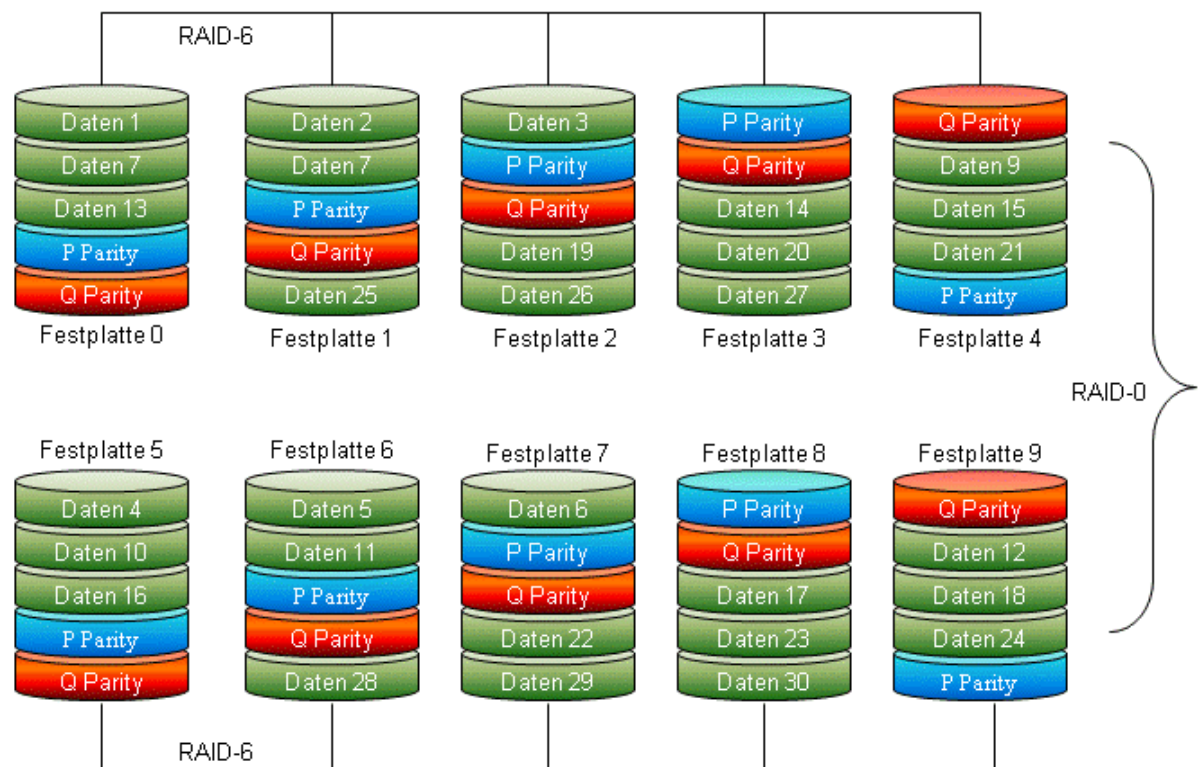 RAID-6
Daten 1
Daten 7
Daten 13
P Parity
Q Parity
Festplatte 0
Daten 2
Daten 7
P Parity
Q Parity
Daten 25
Festplatte 1
Daten 3
P Parity
Q Parity
Daten 19
Daten 26
Festplatte 2
P Parity
Q Parity
Daten 14
Daten 20
Daten 27
Festplatte 3
Q Parity
Daten 9
Daten 15
Daten 21
P Parity
Festplatte 4
RAID-0
Festplatte 5
Daten 4
Daten 10
Daten 16
P Parity
Q Parity
Festplatte 6
Daten 5
Daten 11
P Parity
Q Parity
Daten 28
Festplatte 7
Daten 6
P Parity
Q Parity
Daten 22
Daten 29
Festplatte 8
P Parity
Q Parity
Daten 17
Daten 23
Daten 30
Festplatte 9
Q Parity
Daten 12
Daten 18
Daten 24
P Parity
RAID-6